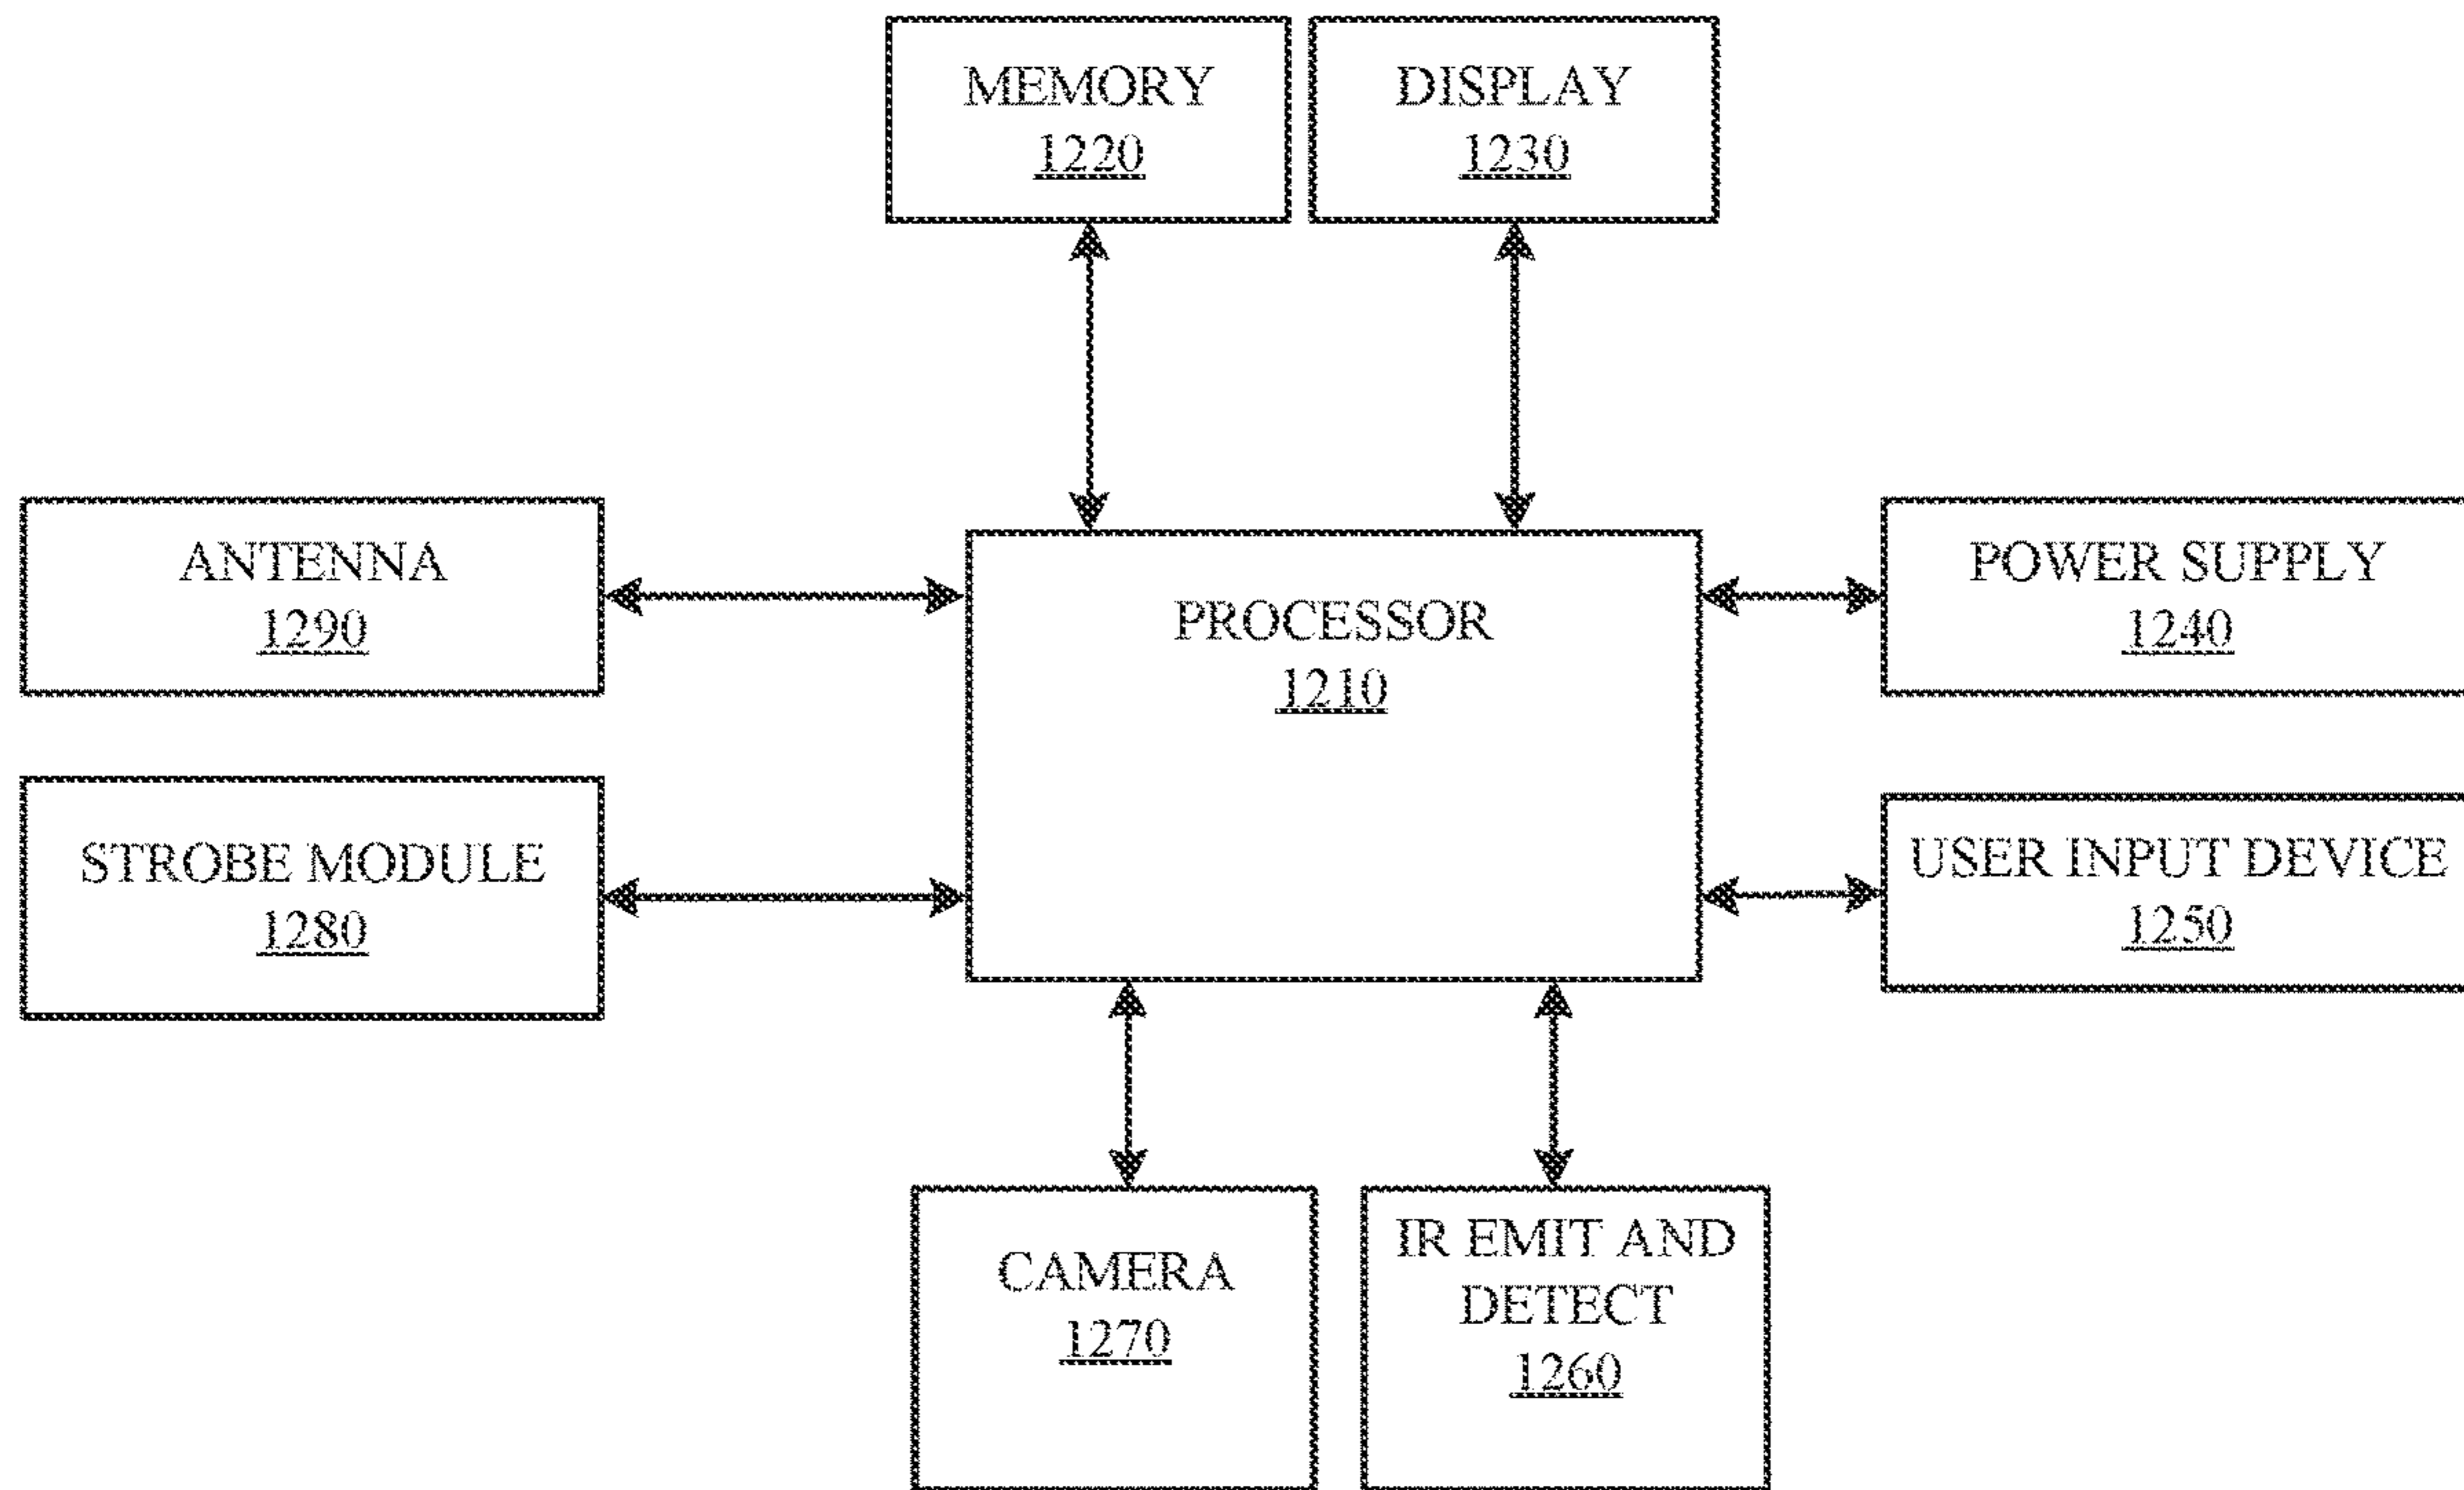 MEMORY
1220
DISPLAY
1230
ANTENNA
1290
PROCESSOR
1210
POWER SUPPLY
1240
STROBE MODULE
1280
USER INPUT DEVICE
1250
CAMERA
1270
IR EMIT AND
DETECT
1260